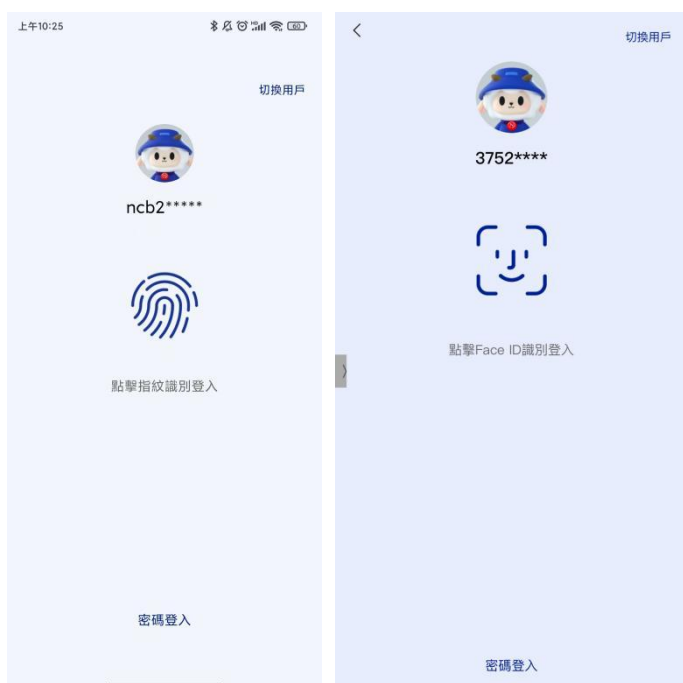 上午10:25
60
切換用戶
ncb2*****
點擊指紋識別登入
密碼登入
切換用戶
3752****
點擊Face ID識別登入
密碼登入